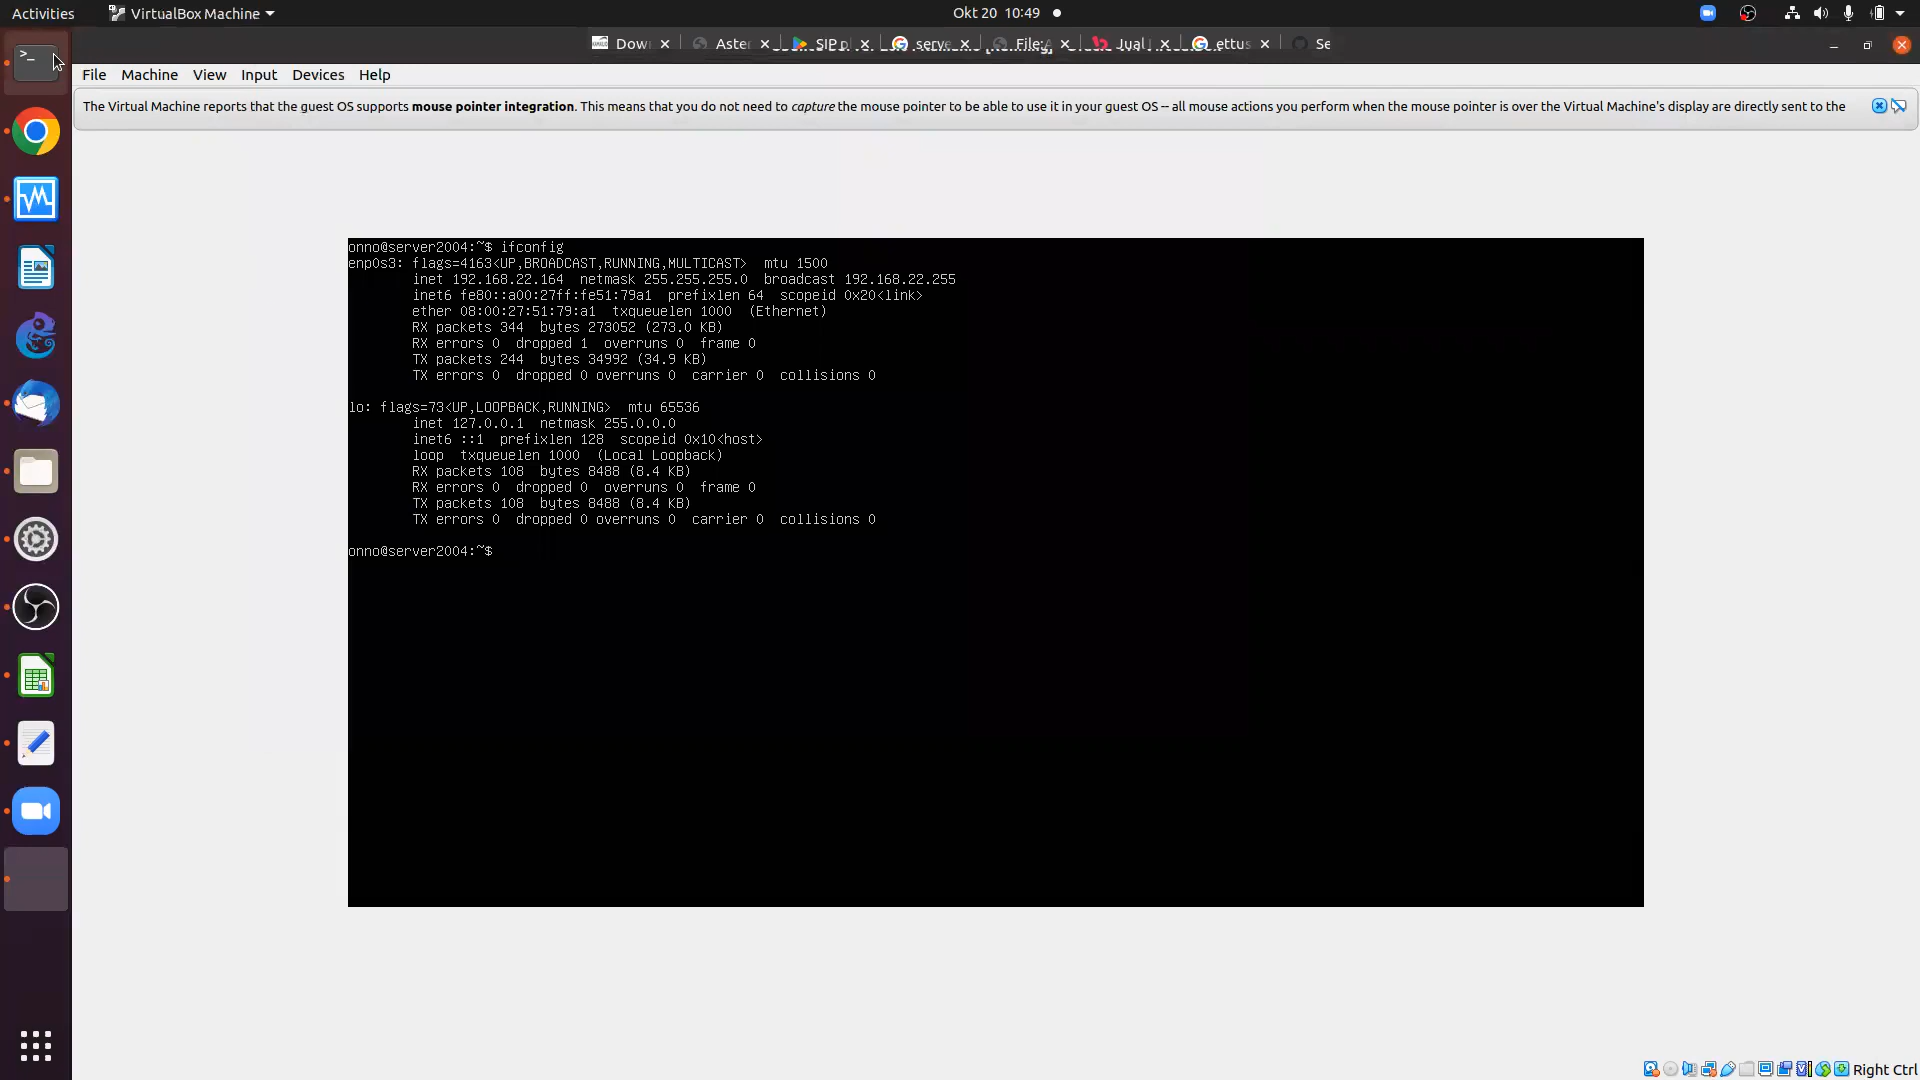 Activities
VirtualBox Machine
Okt 20 10:49
Down
Aste
SIP
serve
File:A
Jual
ettus
Se
File Machine View Input Devices Help
The Virtual Machine reports that the guest OS supports mouse pointer integration. This means that you do not need to capture the mouse pointer to be able to use it in your guest OS – all mouse actions you perform when the mouse pointer is over the Virtual Machine's display are directly sent to the
onno@server2004:~$ ifconfig
enp0s3: flags=4163<UP,BROADCAST,RUNNING,MULTICAST>  mtu 1500
inet 192.168.22.164  netmask 255.255.255.0  broadcast 192.168.22.255
inet6 fe80::a00:27ff:fe51:79a1  prefixlen 64  scopeid 0x20<link>
ether 08:00:27:51:79:a1  txqueuelen 1000  (Ethernet)
RX packets 344  bytes 273052 (273.0 KB)
RX errors 0  dropped 1  overruns 0  frame 0
TX packets 244  bytes 34992 (34.9 KB)
TX errors 0  dropped 0 overruns 0  carrier 0  collisions 0
lo: flags=73<UP,LOOPBACK,RUNNING>  mtu 65536
inet 127.0.0.1  netmask 255.0.0.0
inet6 ::1  prefixlen 128  scopeid 0x10<host>
loop  txqueuelen 1000  (Local Loopback)
RX packets 108  bytes 8488 (8.4 KB)
RX errors 0  dropped 0  overruns 0  frame 0
TX packets 108  bytes 8488 (8.4 KB)
TX errors 0  dropped 0 overruns 0  carrier 0  collisions 0
onno@server2004:~$
Right Ctrl